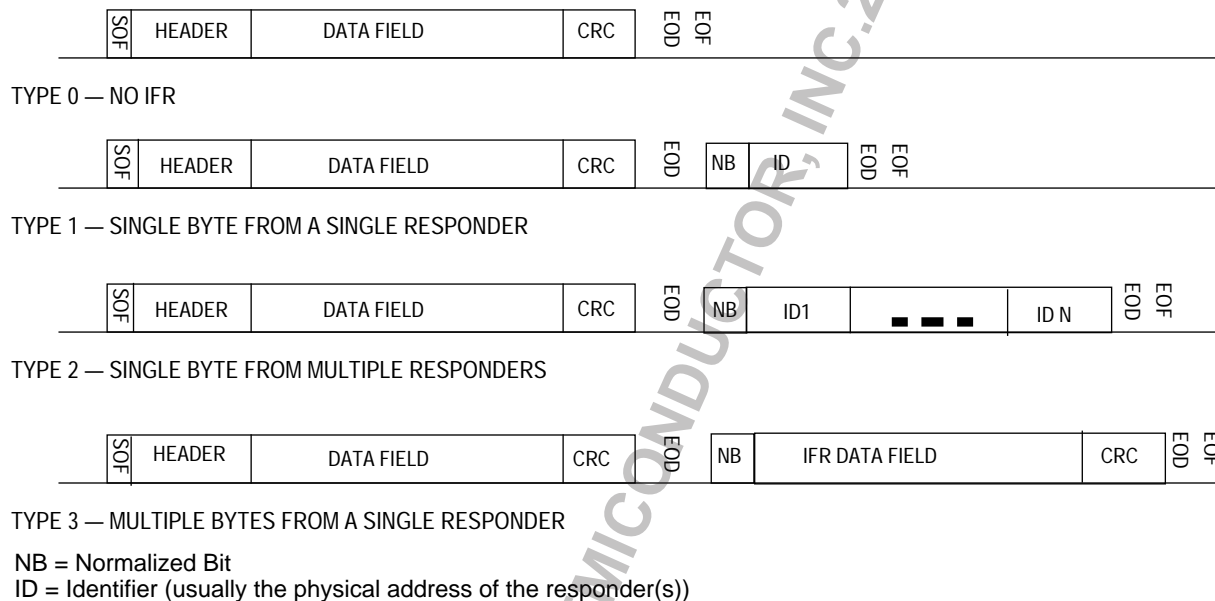 SOF HEADER DATA FIELD CRC EOD EOF
TYPE 0 — NO IFR
SOF HEADER DATA FIELD CRC EOD NB ID EOD EOF
TYPE 1 — SINGLE BYTE FROM A SINGLE RESPONDER
SOF HEADER DATA FIELD CRC EOD NB ID1 ID N EOD EOF
TYPE 2 — SINGLE BYTE FROM MULTIPLE RESPONDERS
SOF HEADER DATA FIELD CRC EOD NB IFR DATA FIELD CRC EOD EOF
TYPE 3 — MULTIPLE BYTES FROM A SINGLE RESPONDER
NB = Normalized Bit
ID = Identifier (usually the physical address of the responder(s))
MICONDUCTOR, INC.